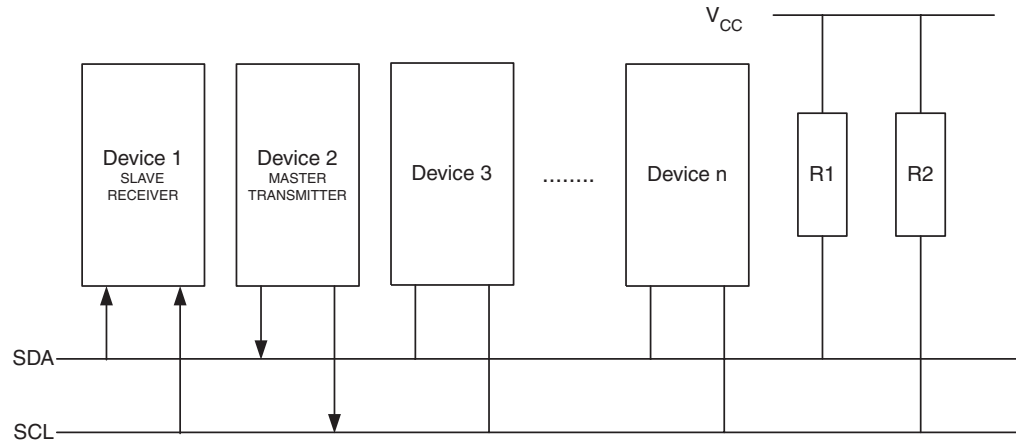 VCC
Device 1
SLAVE
RECEIVER
Device 2
MASTER
TRANSMITTER
Device 3
........
Device n
R1
R2
SDA
SCL